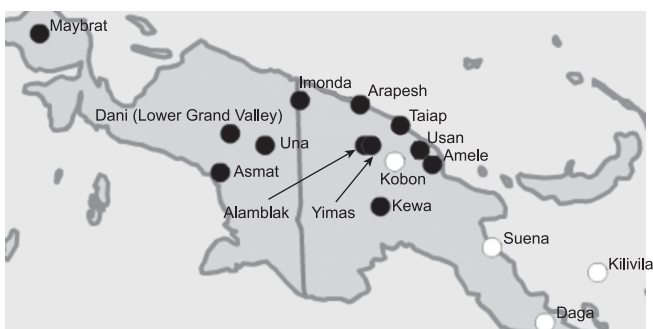 Maybrat
Imonda
Arapesh
Dani (Lower Grand Valley)
Taiap
Una
Usan
Amele
Asmat
Kobon
Alamblak
Yimas
Kewa
Suena
Kilivila
Daga